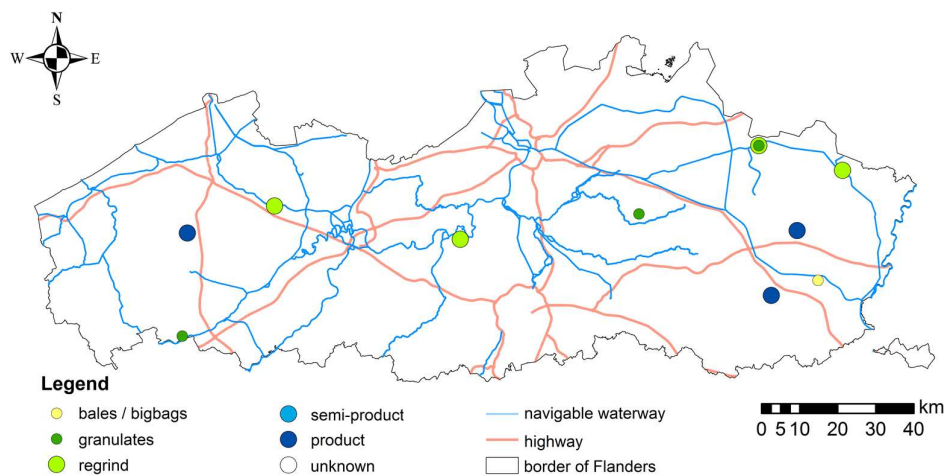 N
W E
S
Legend
bales / bigbags
granulates
regrind
semi-product
product
unknown
navigable waterway
highway
border of Flanders
km
0 5 10 20 30 40